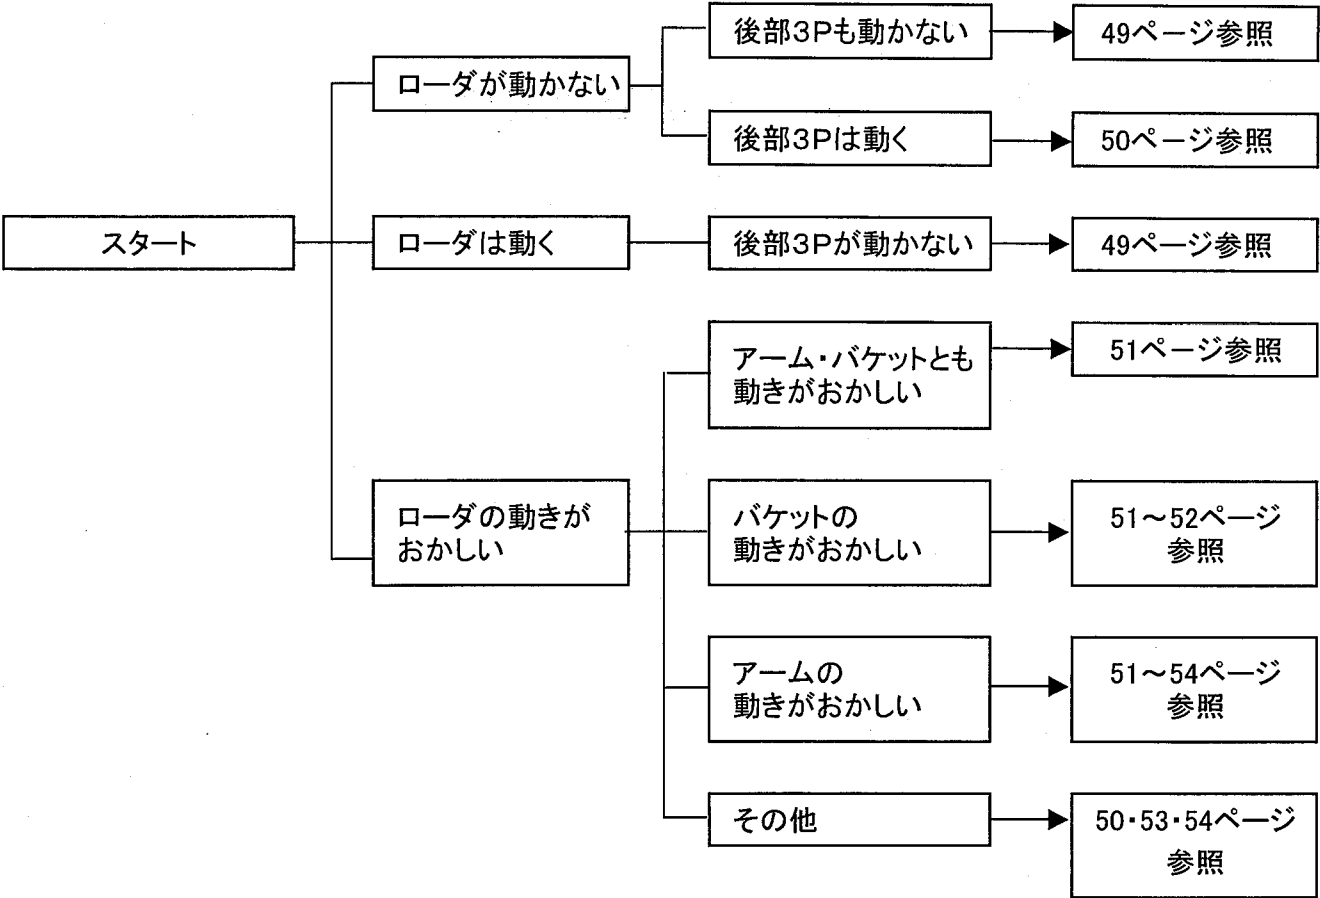 スタート
ローダが動かない
後部3Pも動かない
49ページ参照
後部3Pは動く
50ページ参照
ローダは動く
後部3Pが動かない
49ページ参照
ローダの動きが
おかしい
アーム・バケットとも
動きがおかしい
51ページ参照
バケットの
動きがおかしい
51～52ページ
参照
アームの
動きがおかしい
51～54ページ
参照
その他
50・53・54ページ
参照